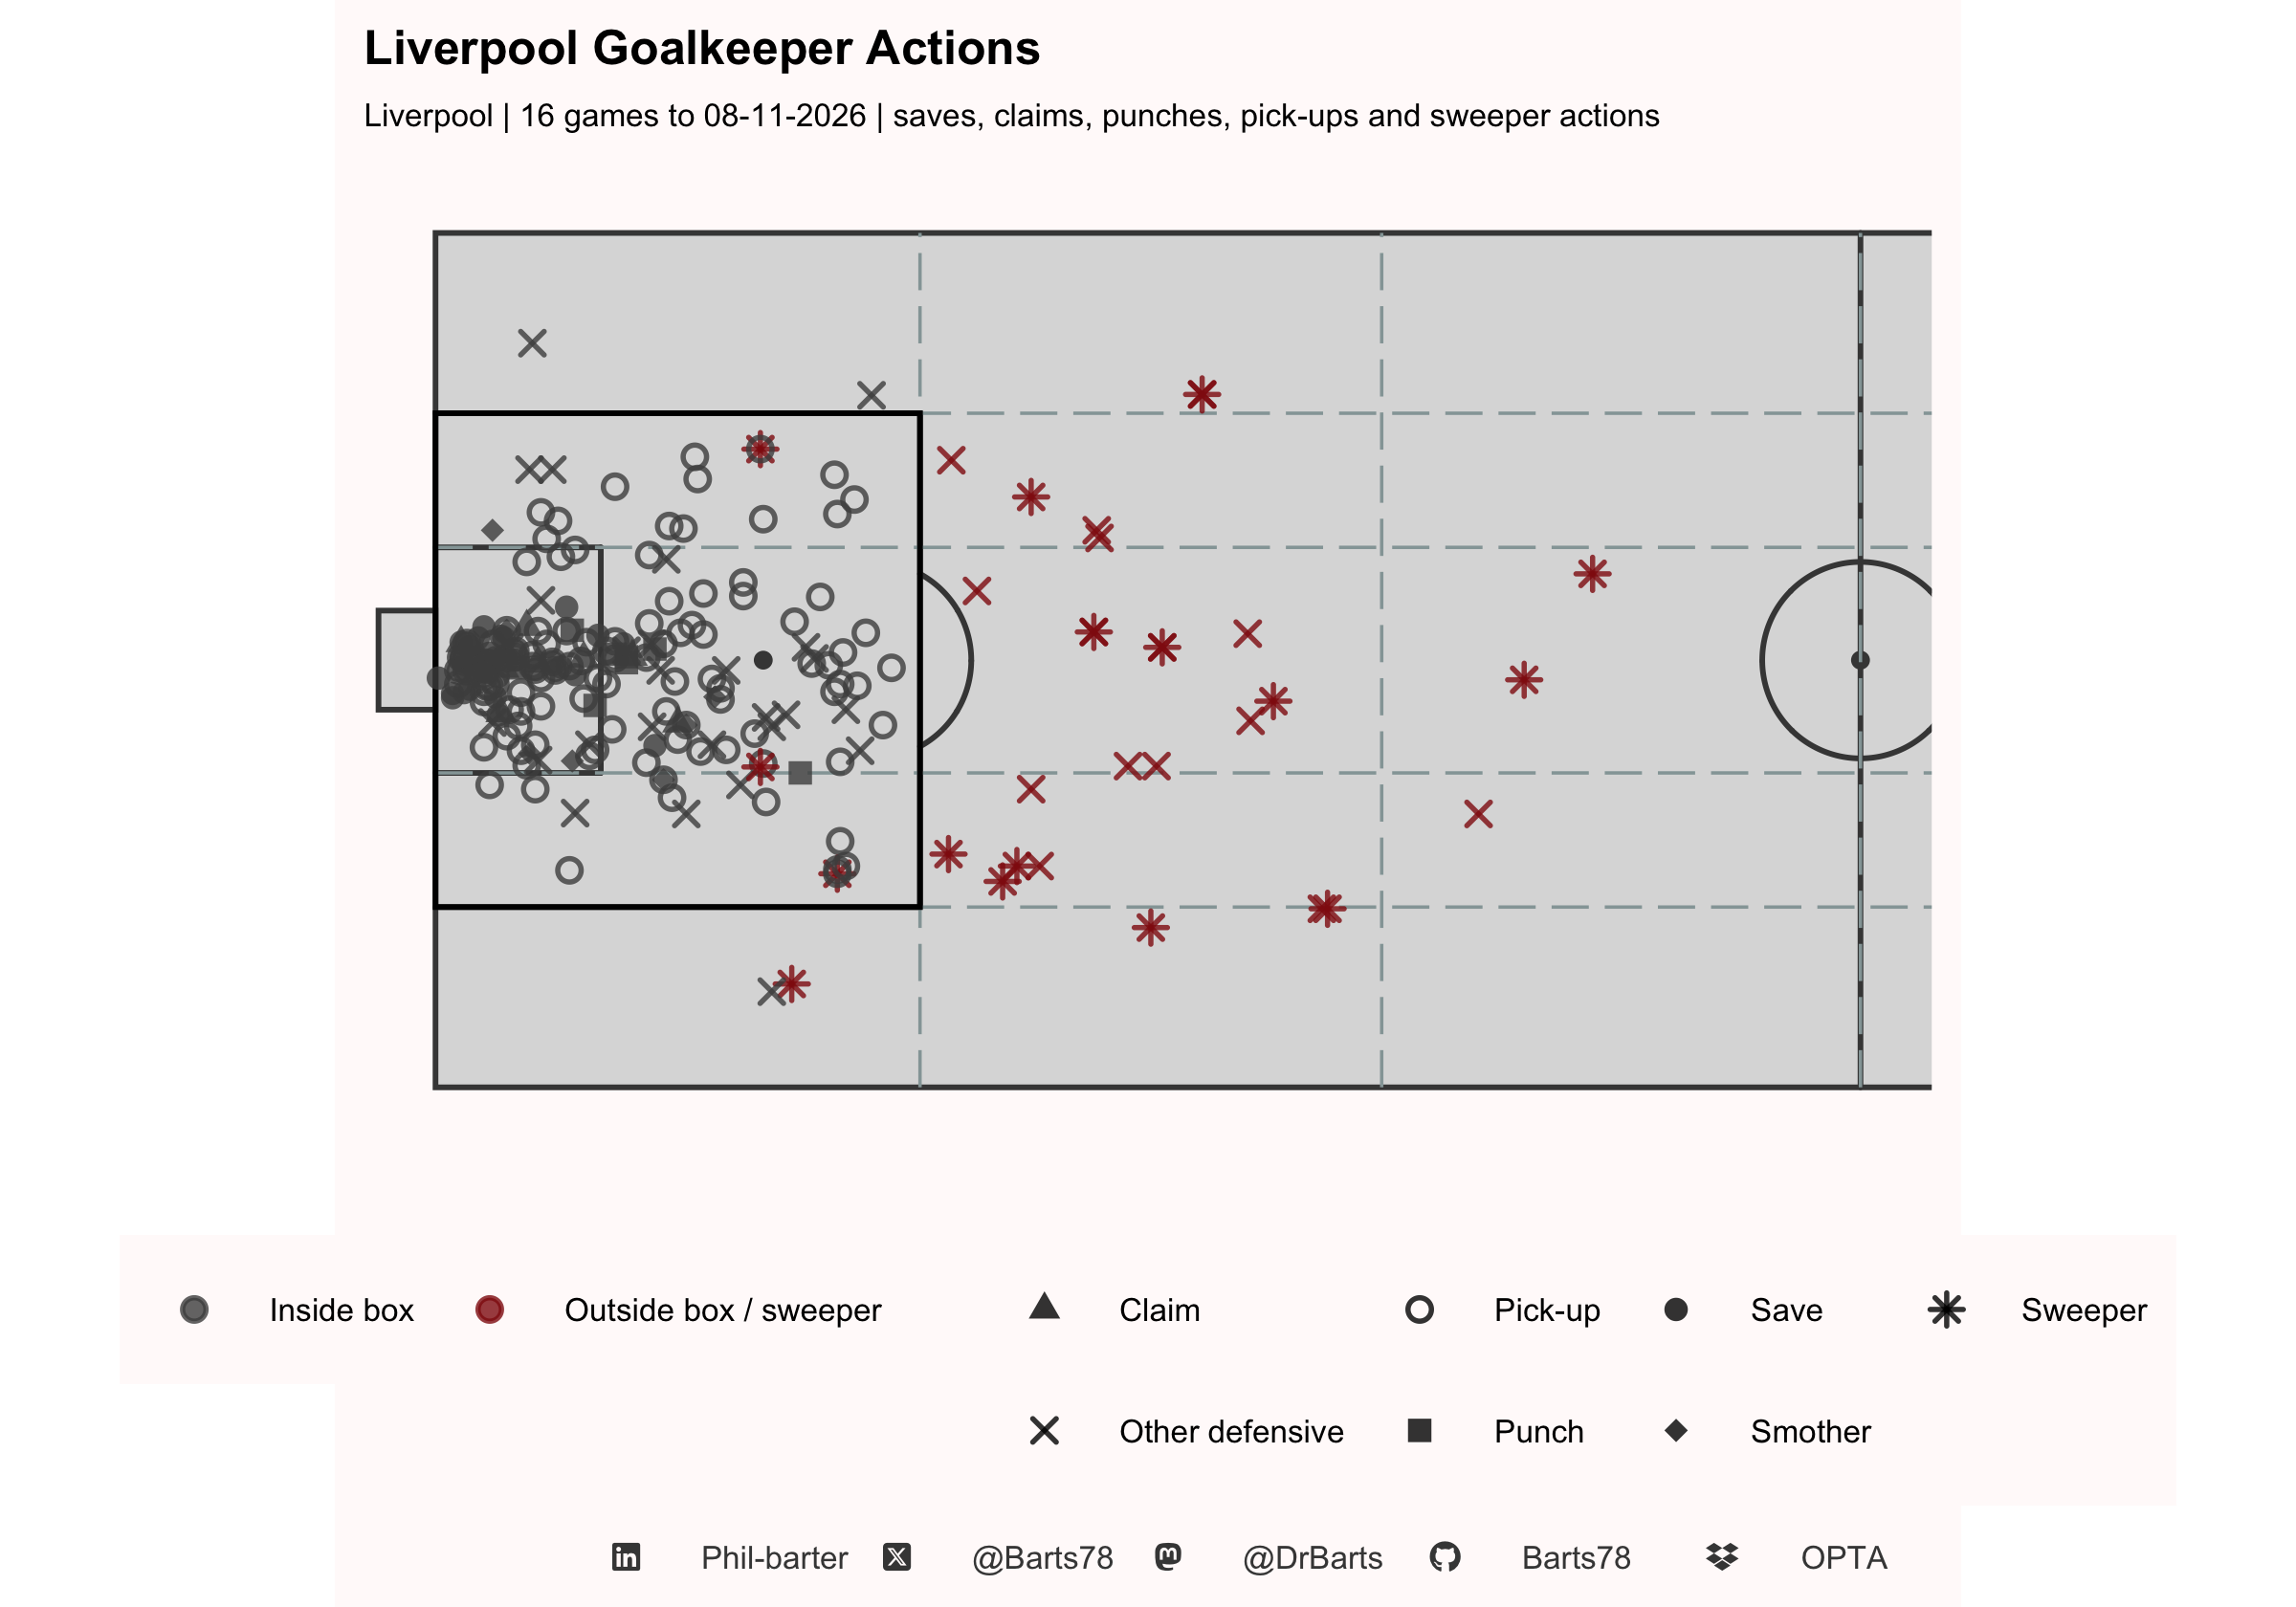 Liverpool Goalkeeper Actions
Liverpool | 16 games to 08-11-2026 | saves, claims, punches, pick-ups and sweeper actions
Inside box Outside box / sweeper Claim Pick-up Save Sweeper
Other defensive Punch Smother
Phil-barter @Barts78 @DrBarts Barts78 OPTA